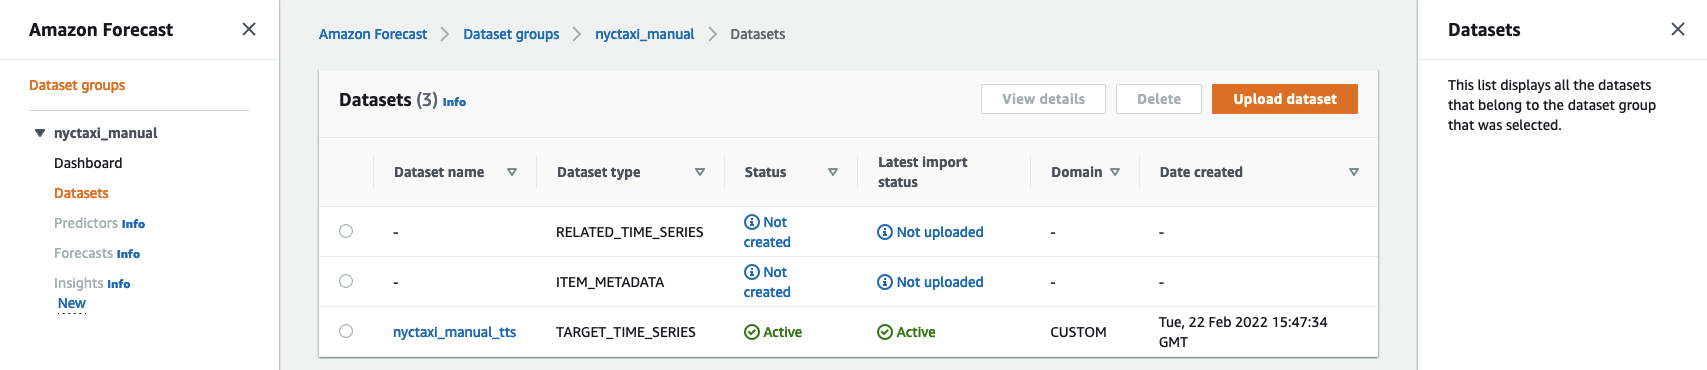 Amazon Forecast
Dataset groups
nyctaxi_manual
Dashboard
Datasets
Predictors Info
Forecasts Info
Insights Info
New
Amazon Forecast Dataset groups nyctaxi_manual Datasets
Datasets (3) Info
View details Delete Upload dataset
Dataset name Dataset type Status Latest import status Domain Date created
- RELATED_TIME_SERIES Not created Not uploaded - -
- ITEM_METADATA Not created Not uploaded - -
nyctaxi_manual_tts TARGET_TIME_SERIES Active Active CUSTOM Tue, 22 Feb 2022 15:47:34 GMT
Datasets
This list displays all the datasets
that belong to the dataset group
that was selected.